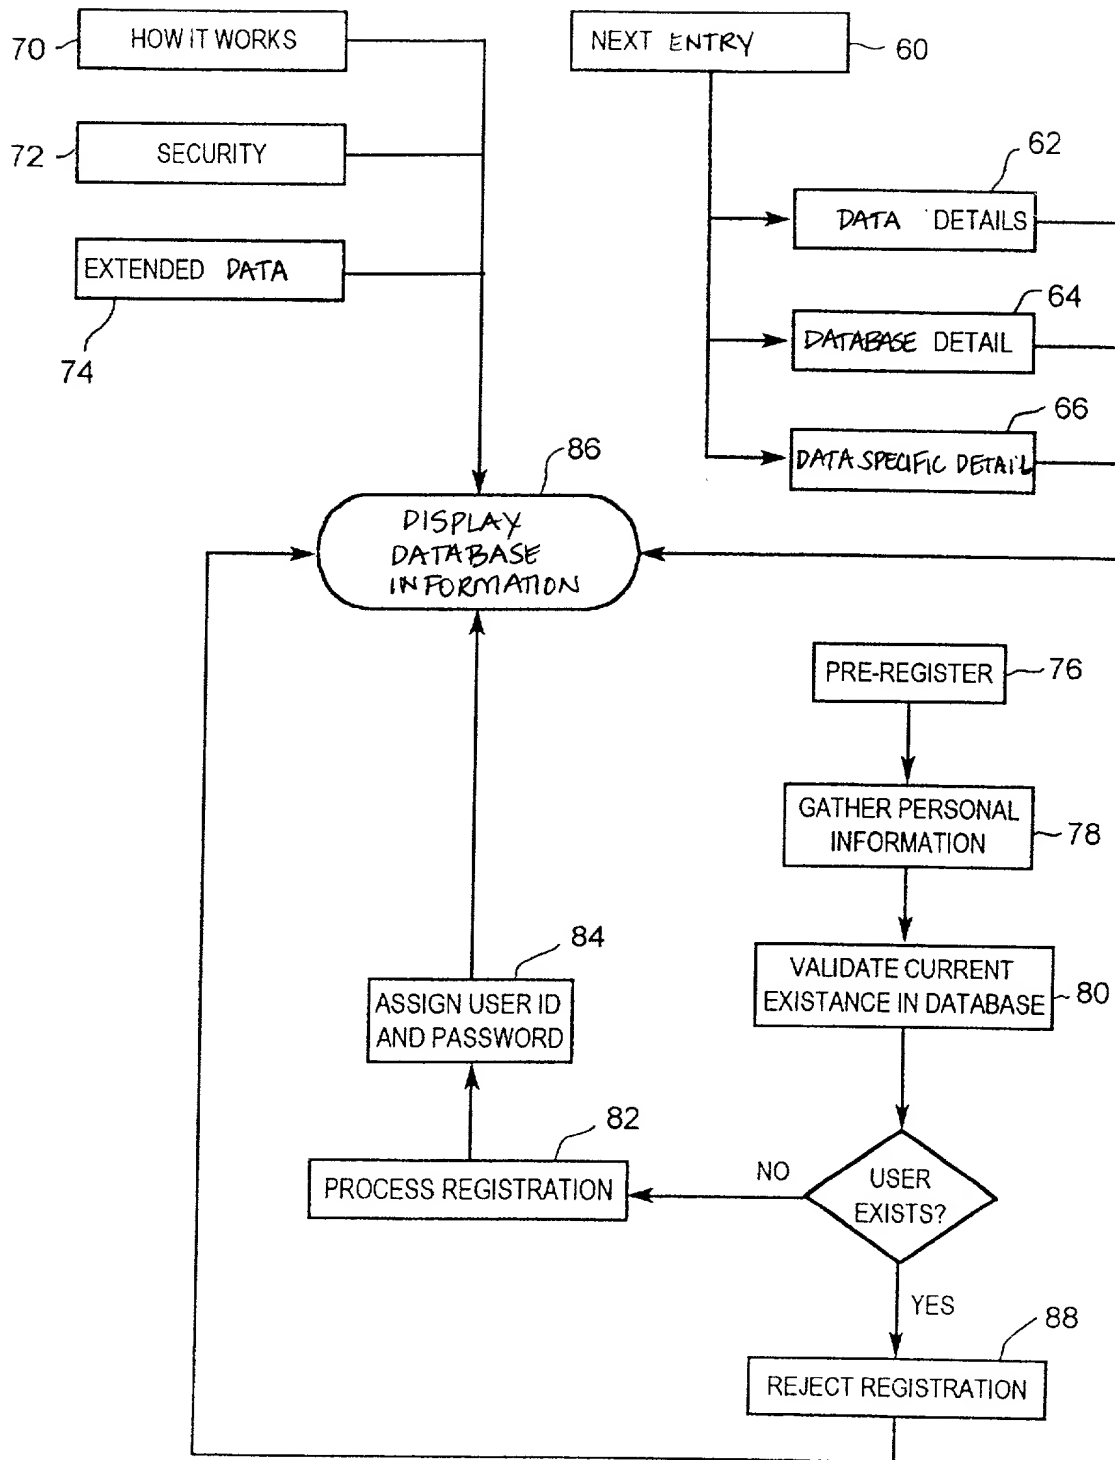 70
HOW IT WORKS
NEXT ENTRY
60
72
SECURITY
62
DATA DETAILS
EXTENDED DATA
74
64
DATABASE DETAIL
66
DATA SPECIFIC DETAIL
86
DISPLAY
DATABASE
INFORMATION
PRE-REGISTER
76
GATHER PERSONAL
INFORMATION
78
84
ASSIGN USER ID
AND PASSWORD
VALIDATE CURRENT
EXISTANCE IN DATABASE
80
82
PROCESS REGISTRATION
NO
USER
EXISTS?
YES
88
REJECT REGISTRATION